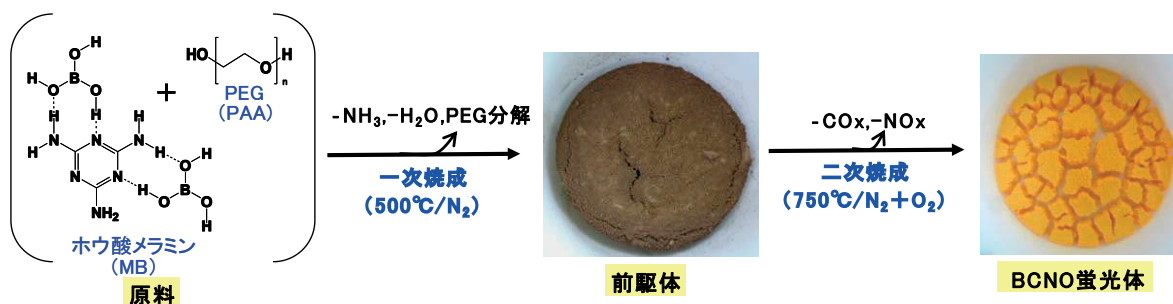 H
O
H
O
B
O
H
H
H
H
N
N
N
H
H
N
N
H
O
H
O
B
O
H
NH₂
ホウ酸メラミン
(MB)
+
HO
O
H
n
PEG
(PAA)
原料
-NH₃,−H₂O,PEG分解
一次焼成
(500℃/N₂)
前駆体
-COx,−NOx
二次焼成
(750℃/N₂+O₂)
BCNO蛍光体